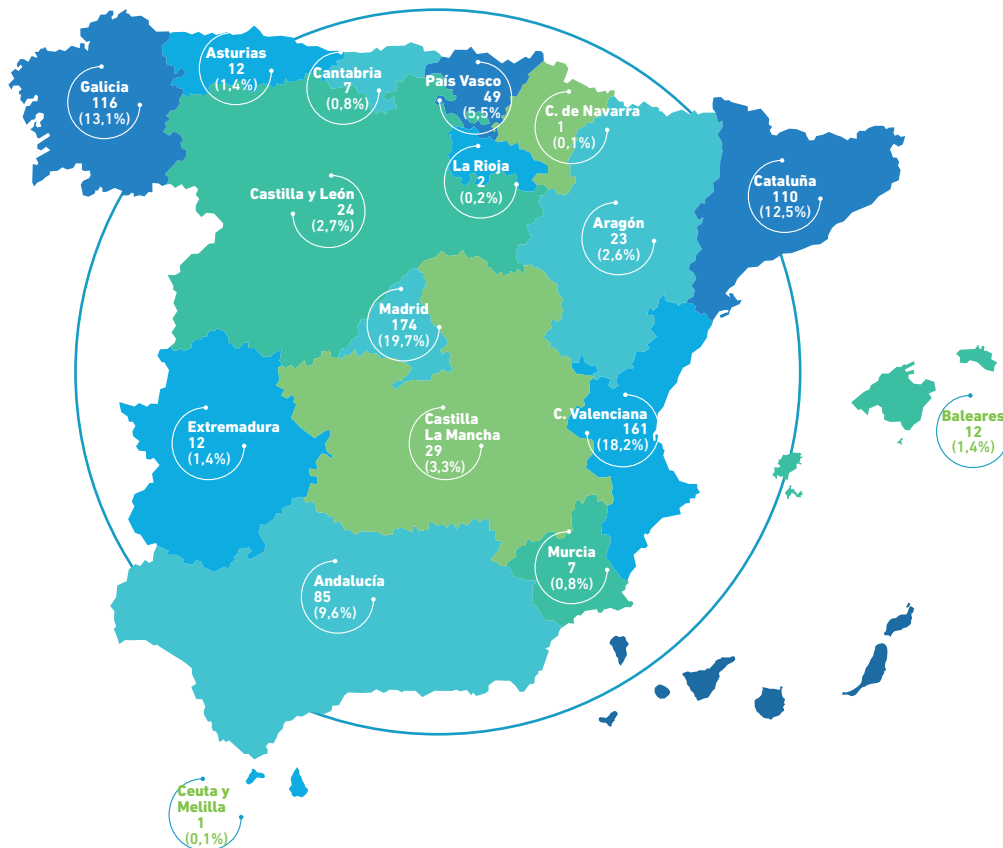 Asturias
12
(1,4%)
Cantabria
7
(0,8%)
País Vasco
49
(5,5%)
Galicia
116
(13,1%)
C. de Navarra
1
(0,1%)
La Rioja
2
(0,2%)
Cataluña
110
(12,5%)
Castilla y León
24
(2,7%)
Aragón
23
(2,6%)
Madrid
174
(19,7%)
Extremadura
12
(1,4%)
Castilla
La Mancha
29
(3,3%)
C. Valenciana
161
(18,2%)
Baleares
12
(1,4%)
Murcia
7
(0,8%)
Andalucía
85
(9,6%)
Ceuta y
Melilla
1
(0,1%)